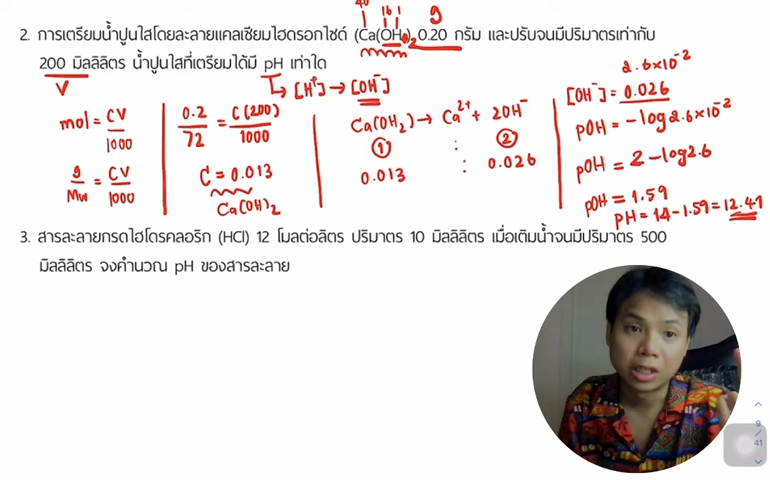 40 16 1 g
2. การเตรียมน้ำปูนใสโดยละลายแคลเซียมไฮดรอกไซด์ (Ca(OH)₂) 0.20 กรัม และปรับจนมีปริมาตรเท่ากับ
200 มิลลิลิตร น้ำปูนใสที่เตรียมได้มี pH เท่าใด
V
[H⁺] → [OH⁻]
mol = CV/1000
g/Mw = CV/1000
0.2/72 = C(200)/1000
C = 0.013
Ca(OH)₂
Ca(OH₂) → Ca²⁺ + 2OH⁻
① : ②
0.013 : 0.026
2.6×10⁻²
[OH⁻] = 0.026
pOH = -log2.6×10⁻²
pOH = 2 - log2.6
pOH = 1.59
pH = 14 - 1.59 = 12.41
3. สารละลายกรดไฮโดรคลอริก (HCl) 12 โมลต่อลิตร ปริมาตร 10 มิลลิลิตร เมื่อเติมน้ำจนมีปริมาตร 500
มิลลิลิตร จงคำนวณ pH ของสารละลาย
9
/
41